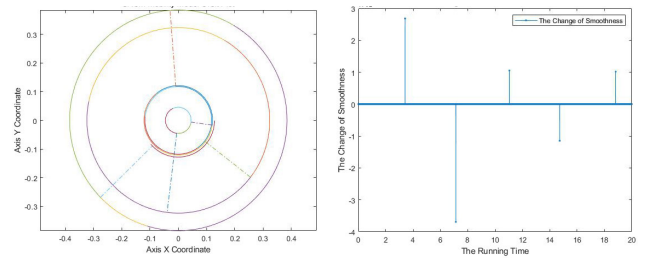 0.3
0.2
0.1
0
-0.1
-0.2
-0.3
Axis Y Coordinate
-0.4 -0.3 -0.2 -0.1 0 0.1 0.2 0.3 0.4
Axis X Coordinate
The Change of Smoothness
3
2
1
0
-1
-2
-3
-4
The Change of Smoothness
0 2 4 6 8 10 12 14 16 18 20
The Running Time